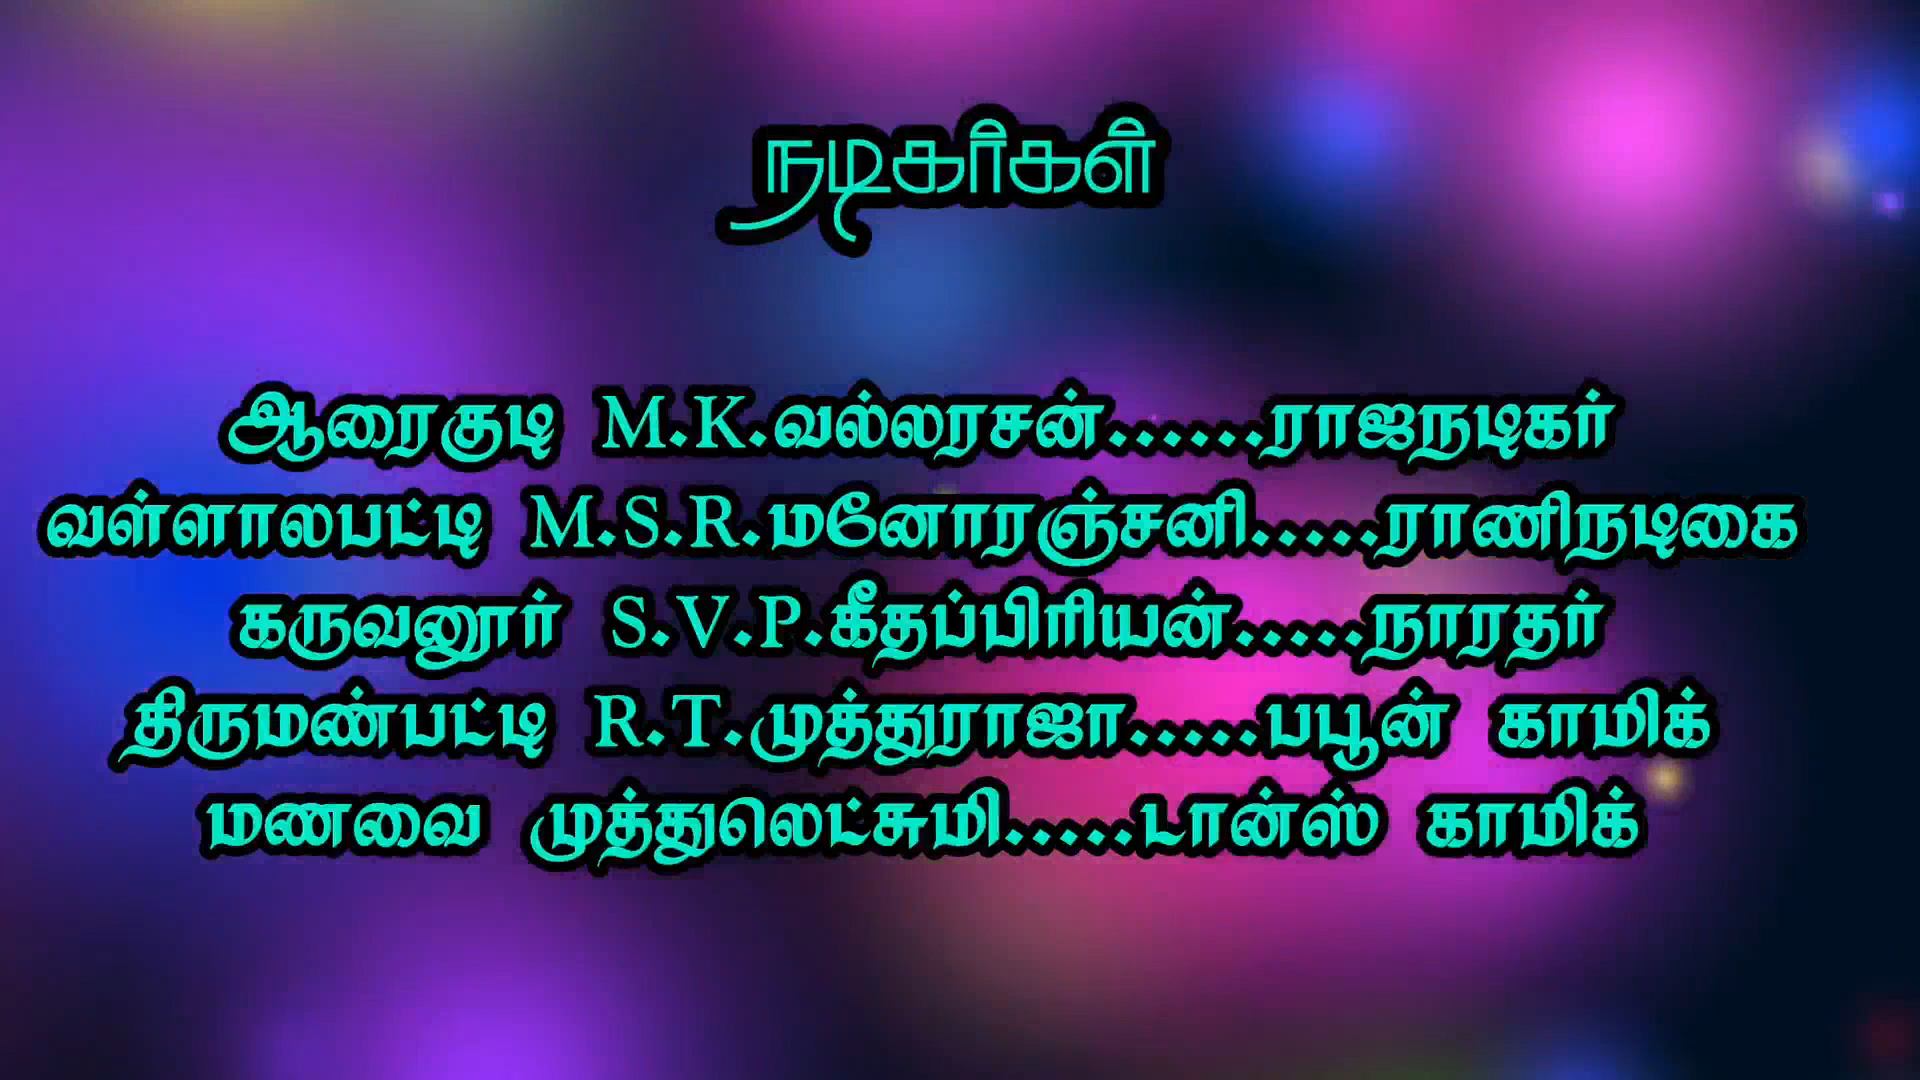 நடிகர்கள்
ஆரைகுடி M.K.வல்லரசன்......ராஜநடிகர்
வள்ளாலபட்டி M.S.R.மனோரஞ்சனி.....ராணிநடிகை
கருவனூர் S.V.P.கீதப்பிரியன்.....நாரதர்
திருமண்பட்டி R.T.முத்துராஜா.....பபூன் காமிக்
மணவை முத்துலெட்சுமி.....டான்ஸ் காமிக்